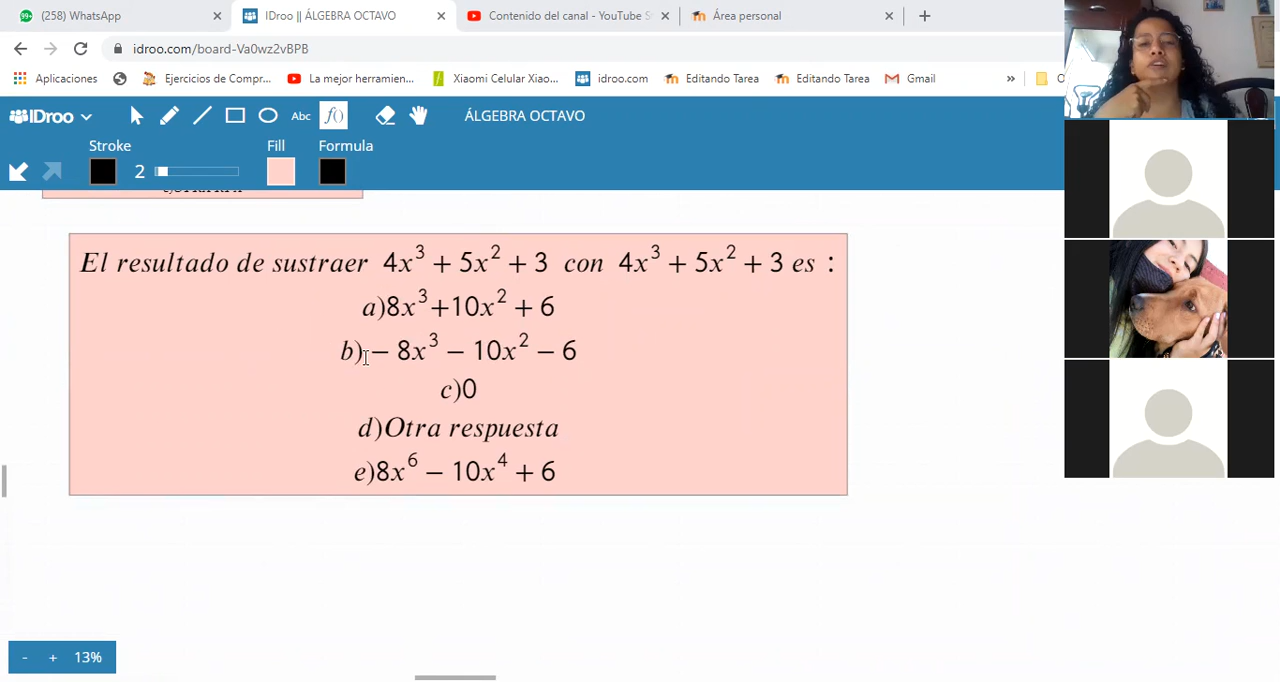 (258) WhatsApp
IDroo || ÁLGEBRA OCTAVO
Contenido del canal - YouTube S
Área personal
idroo.com/board-Va0wz2vBPB
Aplicaciones
Ejercicios de Compr...
La mejor herramien...
Xiaomi Celular Xiao...
idroo.com
Editando Tarea
Editando Tarea
Gmail
»
IDroo
Abc
f()
ÁLGEBRA OCTAVO
Stroke
Fill
Formula
2
El resultado de sustraer 4x³ + 5x² + 3 con 4x³ + 5x² + 3 es :
a)8x³+10x² + 6
b) − 8x³ − 10x² − 6
c)0
d)Otra respuesta
e)8x⁶ − 10x⁴ + 6
- + 13%